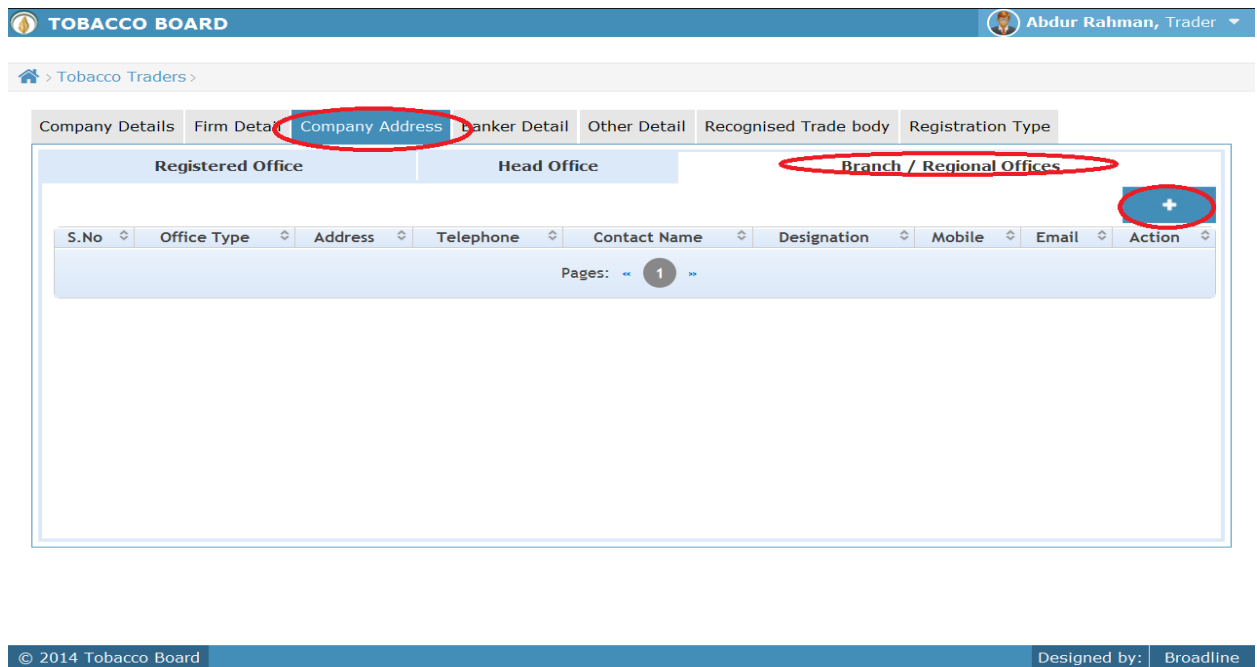 TOBACCO BOARD Abdur Rahman, Trader
> Tobacco Traders >
Company Details Firm Detail Company Address Banker Detail Other Detail Recognised Trade body Registration Type
Registered Office Head Office Branch / Regional Offices
+
S.No Office Type Address Telephone Contact Name Designation Mobile Email Action
Pages: « 1 »
© 2014 Tobacco Board Designed by: Broadline